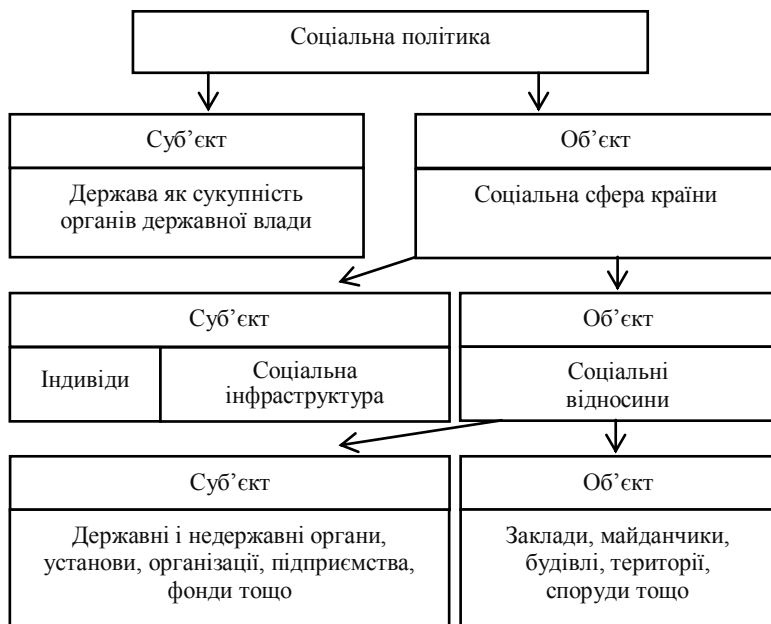 Соціальна політика
Суб’єкт
Об’єкт
Держава як сукупність
органів державної влади
Соціальна сфера країни
Суб’єкт
Об’єкт
Індивіди
Соціальна
інфраструктура
Соціальні
відносини
Суб’єкт
Об’єкт
Державні і недержавні органи,
установи, організації, підприємства,
фонди тощо
Заклади, майданчики,
будівлі, території,
споруди тощо